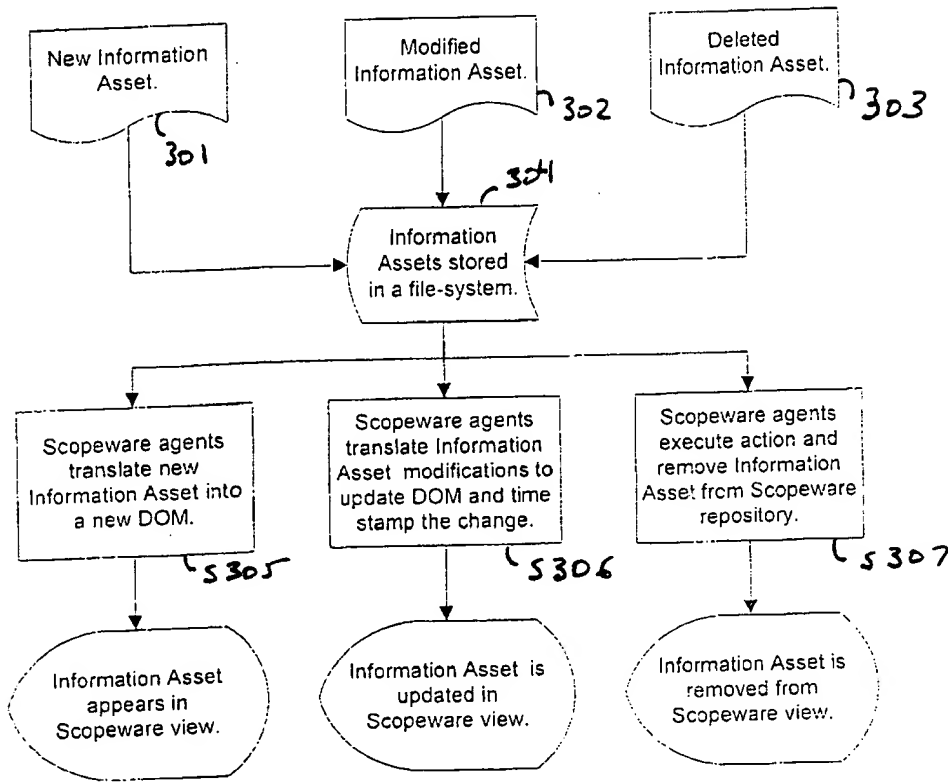 New Information
Asset.
301
Modified
Information Asset.
302
Deleted
Information Asset.
303
304
Information
Assets stored
in a file-system.
Scopeware agents
translate new
Information Asset into
a new DOM.
S305
Scopeware agents
translate Information
Asset modifications to
update DOM and time
stamp the change.
S306
Scopeware agents
execute action and
remove Information
Asset from Scopeware
repository.
S307
Information Asset
appears in
Scopeware view.
Information Asset is
updated in
Scopeware view.
Information Asset is
removed from
Scopeware view.